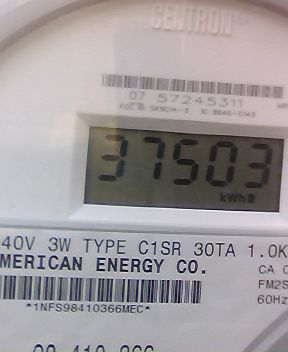 CENTRON®
07 57245311
37503
kWh
40V 3W TYPE C1SR 30TA 1.0K
MERICAN ENERGY CO.
CA 0
FM2S
60Hz
*1NFS98410366MEC*